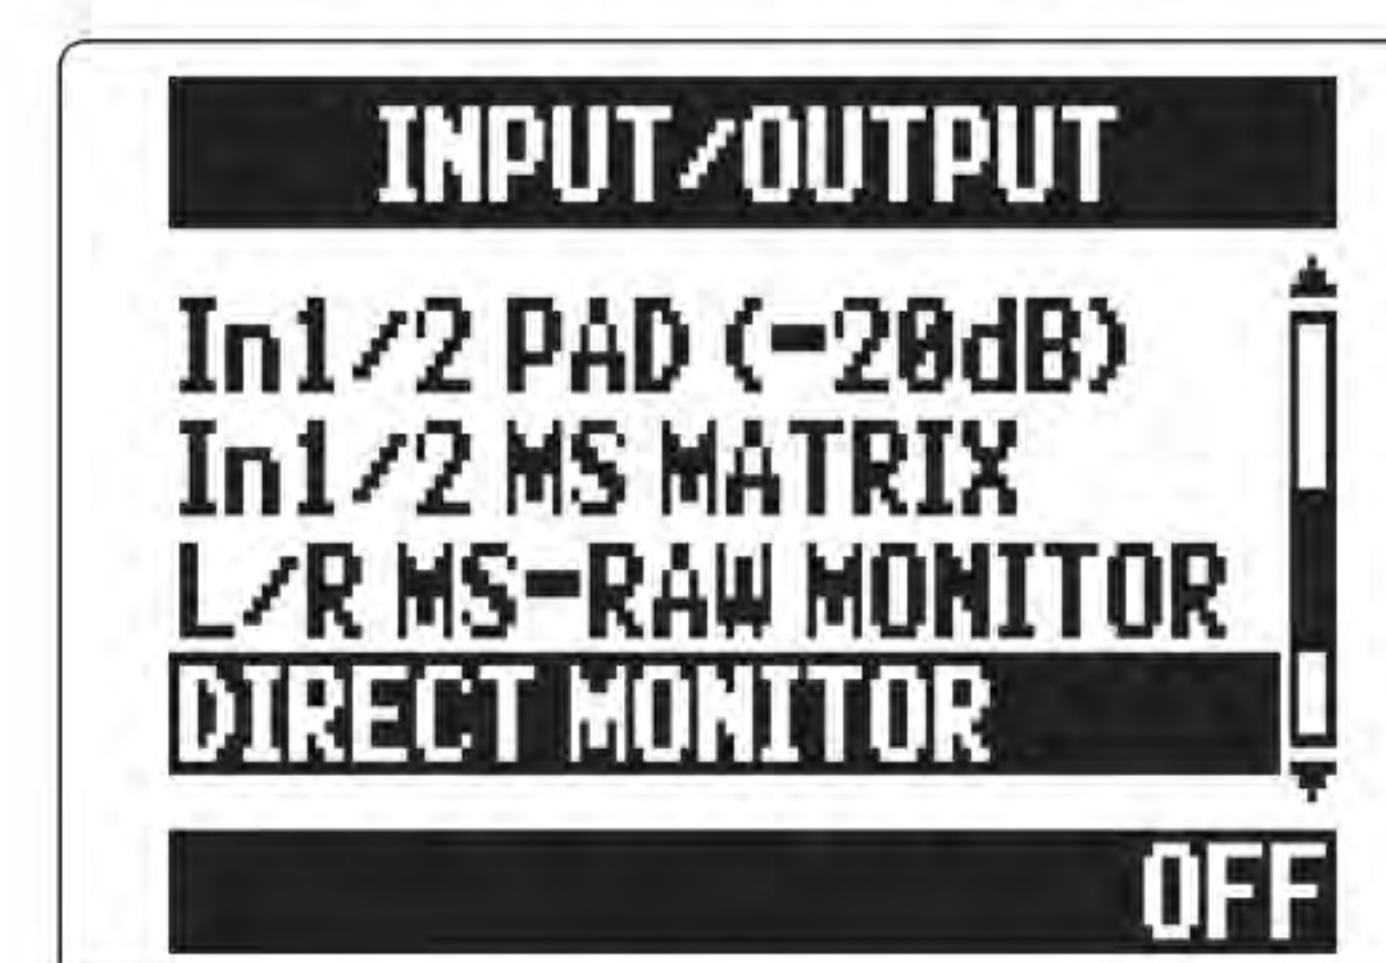 INPUT/OUTPUT
In1/2 PAD (-20dB)
In1/2 MS MATRIX
L/R MS-RAW MONITOR
DIRECT MONITOR
OFF